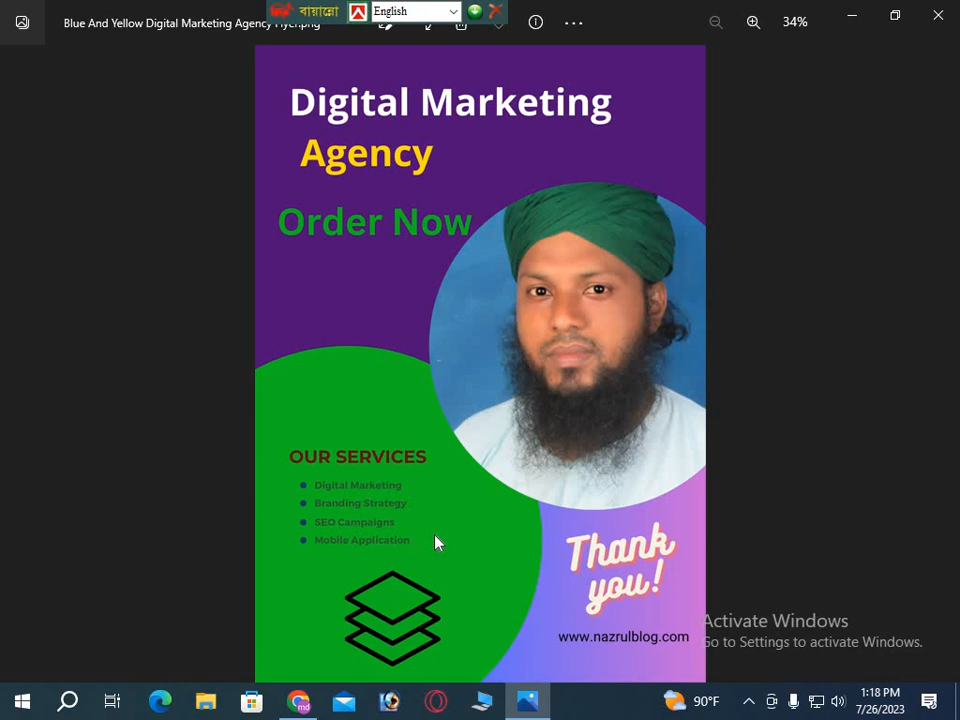 Blue And Yellow Digital Marketing Agency Flyer.png
বায়ান্নো
English
34%
Digital Marketing
Agency
Order Now
OUR SERVICES
Digital Marketing
Branding Strategy
SEO Campaigns
Mobile Application
Thank
you!
www.nazrulblog.com
Activate Windows
Go to Settings to activate Windows.
90°F
1:18 PM
7/26/2023